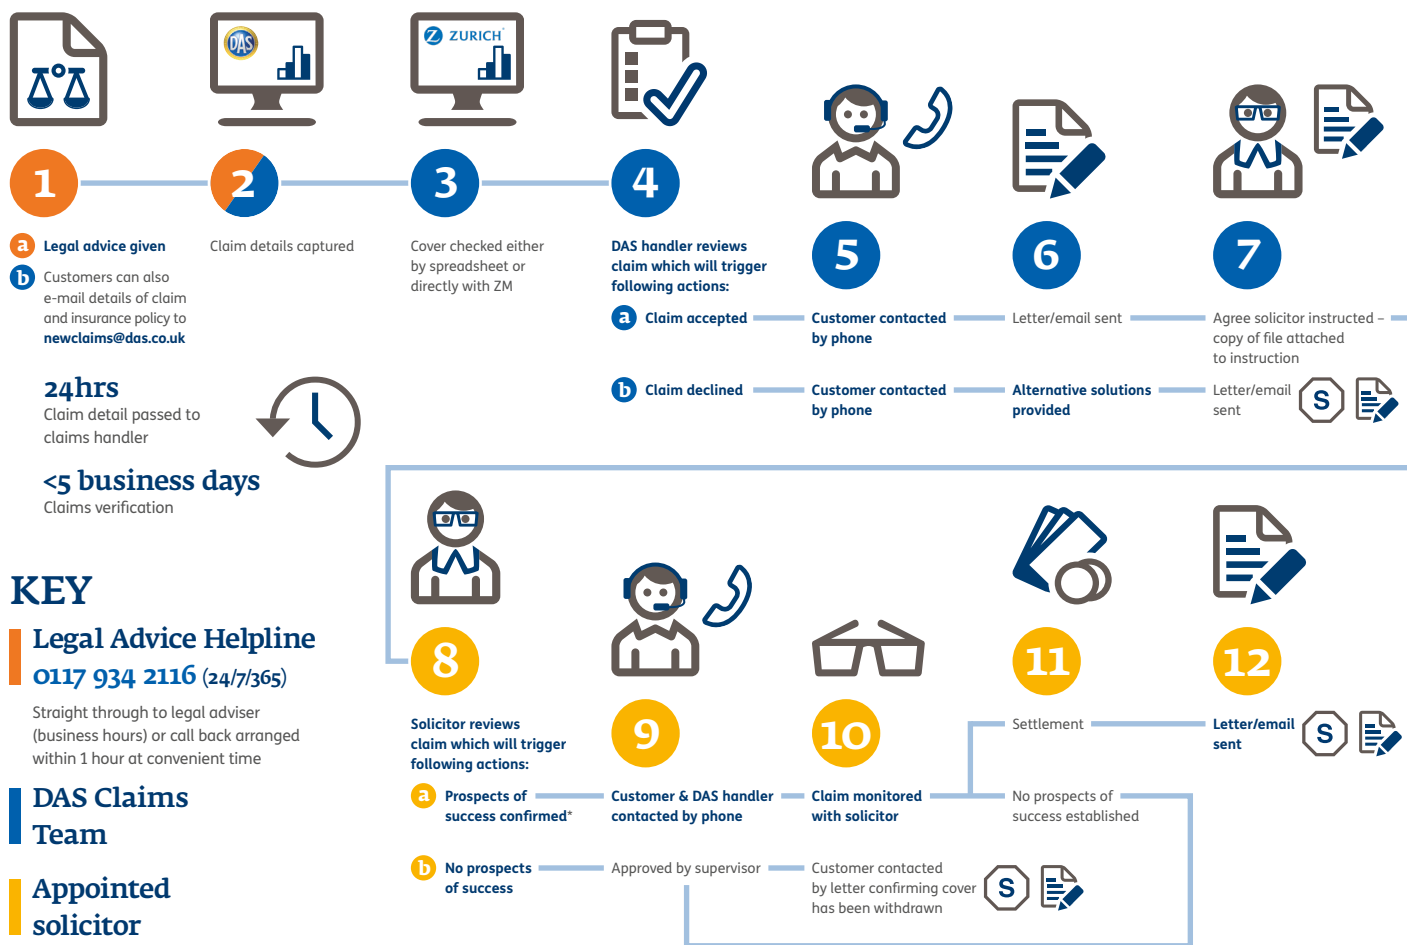 DAS
ZURICH
1
2
3
4
5
6
7
a Legal advice given
b Customers can also
e-mail details of claim
and insurance policy to
newclaims@das.co.uk
Claim details captured
Cover checked either
by spreadsheet or
directly with ZM
DAS handler reviews
claim which will trigger
following actions:
a Claim accepted
Customer contacted
by phone
Letter/email sent
Agree solicitor instructed –
copy of file attached
to instruction
b Claim declined
Customer contacted
by phone
Alternative solutions
provided
Letter/email
sent
S
24hrs
Claim detail passed to
claims handler
<5 business days
Claims verification
KEY
Legal Advice Helpline
0117 934 2116 (24/7/365)
Straight through to legal adviser
(business hours) or call back arranged
within 1 hour at convenient time
DAS Claims
Team
Appointed
solicitor
8
9
10
11
12
Solicitor reviews
claim which will trigger
following actions:
a Prospects of
success confirmed*
Customer & DAS handler
contacted by phone
Claim monitored
with solicitor
Settlement
Letter/email
sent
S
No prospects of
success established
b No prospects
of success
Approved by supervisor
Customer contacted
by letter confirming cover
has been withdrawn
S